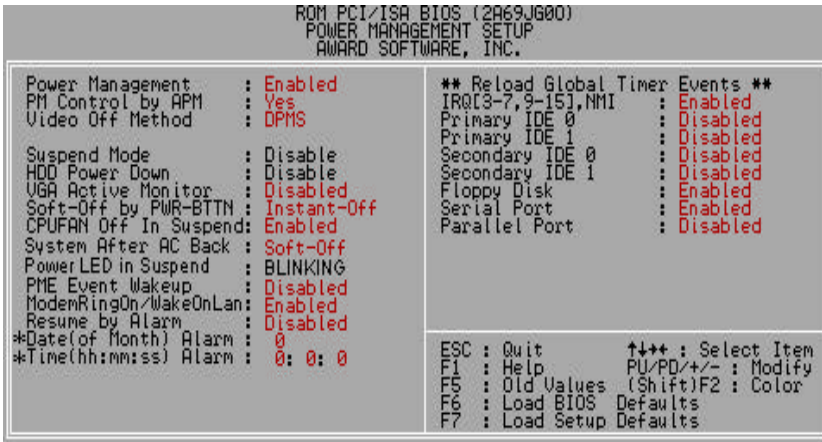 ROM PCI/ISA BIOS (2A69JG00)
POWER MANAGEMENT SETUP
AWARD SOFTWARE, INC.
Power Management : Enabled
PM Control by APM : Yes
Video Off Method : DPMS
Suspend Mode : Disable
HDD Power Down : Disable
VGA Active Monitor : Disabled
Soft-Off by PWR-BTTN : Instant-Off
CPUFAN Off In Suspend: Enabled
System After AC Back : Soft-Off
Power LED in Suspend : BLINKING
PME Event Wakeup : Disabled
ModemRingOn/WakeOnLan: Enabled
Resume by Alarm : Disabled
*Date(of Month) Alarm : 0
*Time(hh:mm:ss) Alarm : 0: 0: 0
** Reload Global Timer Events **
IRQ[3-7,9-15],NMI : Enabled
Primary IDE 0 : Disabled
Primary IDE 1 : Disabled
Secondary IDE 0 : Disabled
Secondary IDE 1 : Disabled
Floppy Disk : Enabled
Serial Port : Enabled
Parallel Port : Disabled
ESC : Quit ↑↓→← : Select Item
F1 : Help PU/PD/+/- : Modify
F5 : Old Values (Shift)F2 : Color
F6 : Load BIOS Defaults
F7 : Load Setup Defaults